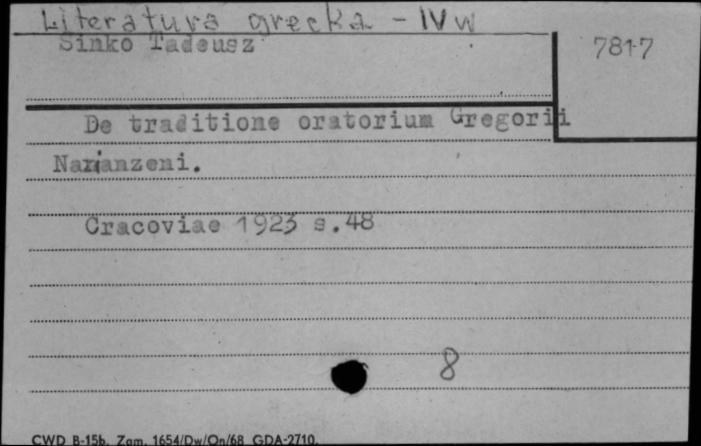 Literatura grecka - IV w
Sinko Tadeusz
7817
De traditione oratorium Gregorii
Nazianzeni.
Cracoviae 1923 s.48
8
CWD B-15b. Zam. 1654/Dw/On/68 GDA-2710.